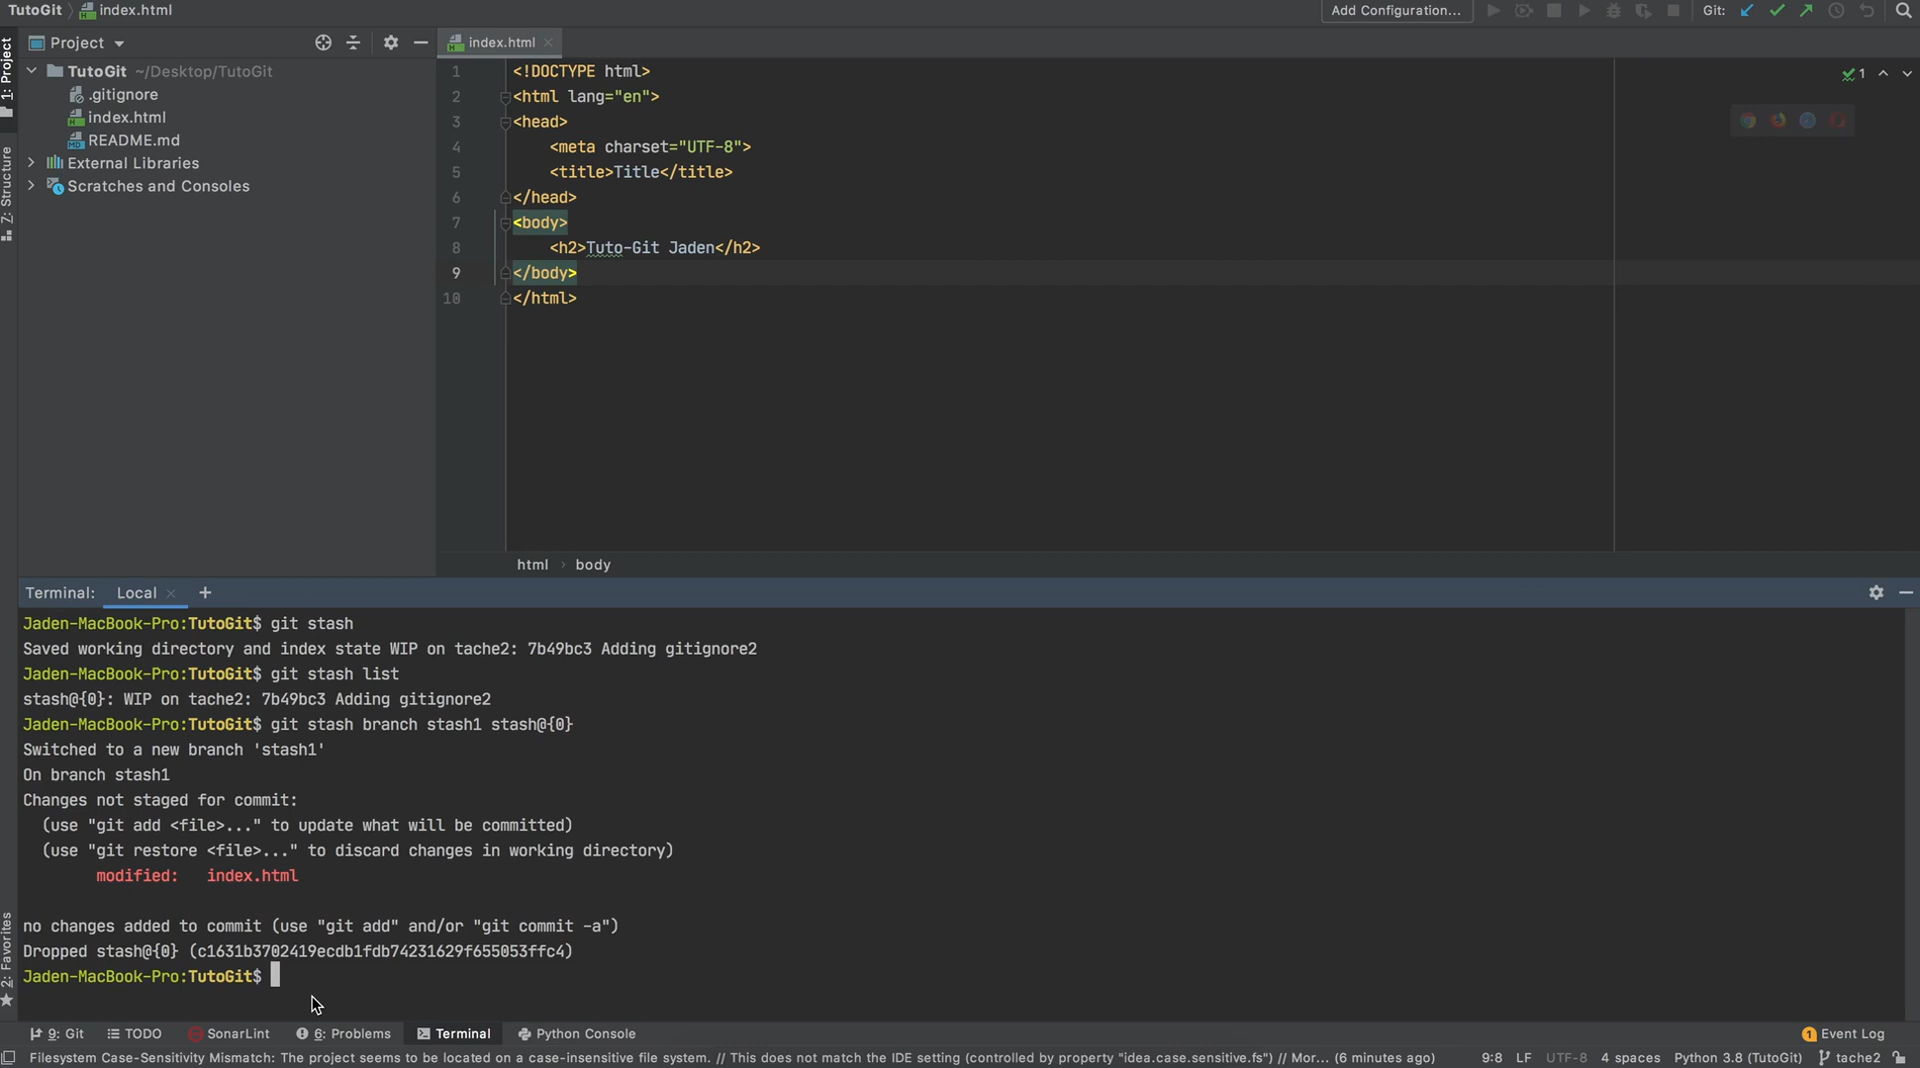 TutoGit index.html
Add Configuration... Git:
1: Project
Project
index.html
TutoGit ~/Desktop/TutoGit
.gitignore
index.html
README.md
External Libraries
Scratches and Consoles
Z: Structure
1 <!DOCTYPE html>
2 <html lang="en">
3 <head>
4 <meta charset="UTF-8">
5 <title>Title</title>
6 </head>
7 <body>
8 <h2>Tuto-Git Jaden</h2>
9 </body>
10 </html>
1
html › body
Terminal: Local
Jaden-MacBook-Pro:TutoGit$ git stash
Saved working directory and index state WIP on tache2: 7b49bc3 Adding gitignore2
Jaden-MacBook-Pro:TutoGit$ git stash list
stash@{0}: WIP on tache2: 7b49bc3 Adding gitignore2
Jaden-MacBook-Pro:TutoGit$ git stash branch stash1 stash@{0}
Switched to a new branch 'stash1'
On branch stash1
Changes not staged for commit:
(use "git add <file>..." to update what will be committed)
(use "git restore <file>..." to discard changes in working directory)
modified: index.html
no changes added to commit (use "git add" and/or "git commit -a")
Dropped stash@{0} (c1631b3702419ecdb1fdb74231629f655053ffc4)
Jaden-MacBook-Pro:TutoGit$
2: Favorites
9: Git TODO SonarLint 6: Problems Terminal Python Console 1 Event Log
Filesystem Case-Sensitivity Mismatch: The project seems to be located on a case-insensitive file system. // This does not match the IDE setting (controlled by property "idea.case.sensitive.fs") // Mor... (6 minutes ago) 9:8 LF UTF-8 4 spaces Python 3.8 (TutoGit) tache2